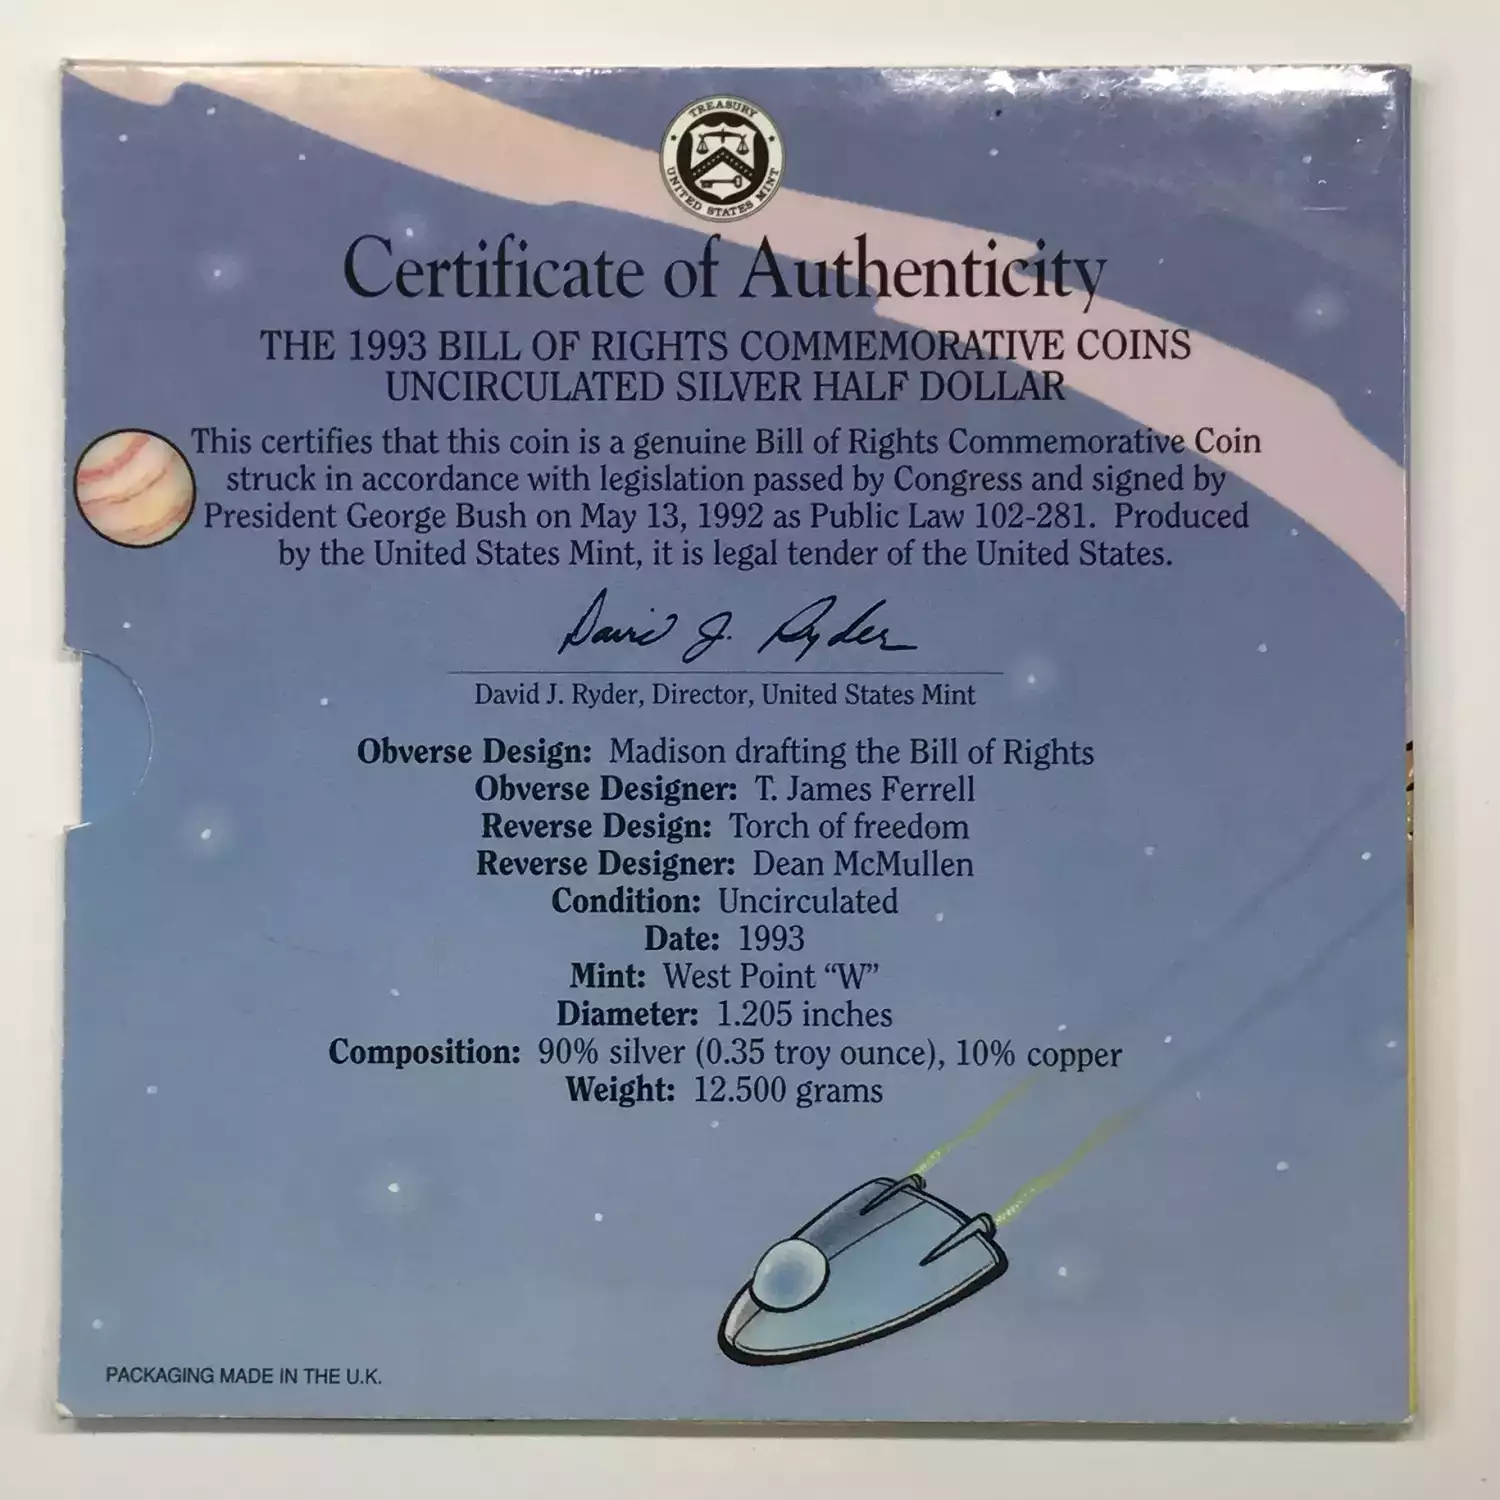 TREASURY
UNITED STATES MINT
Certificate of Authenticity
THE 1993 BILL OF RIGHTS COMMEMORATIVE COINS
UNCIRCULATED SILVER HALF DOLLAR
This certifies that this coin is a genuine Bill of Rights Commemorative Coin
struck in accordance with legislation passed by Congress and signed by
President George Bush on May 13, 1992 as Public Law 102-281. Produced
by the United States Mint, it is legal tender of the United States.
David J. Ryder
David J. Ryder, Director, United States Mint
Obverse Design: Madison drafting the Bill of Rights
Obverse Designer: T. James Ferrell
Reverse Design: Torch of freedom
Reverse Designer: Dean McMullen
Condition: Uncirculated
Date: 1993
Mint: West Point “W”
Diameter: 1.205 inches
Composition: 90% silver (0.35 troy ounce), 10% copper
Weight: 12.500 grams
PACKAGING MADE IN THE U.K.